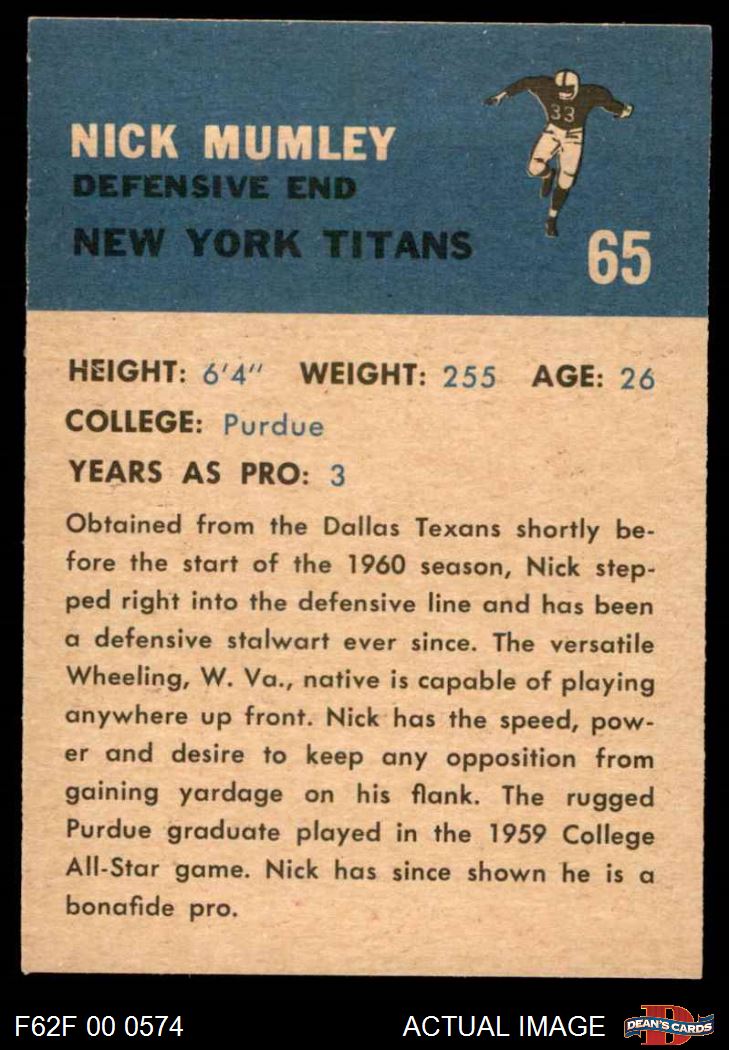 NICK MUMLEY
DEFENSIVE END
NEW YORK TITANS
33
65
HEIGHT: 6'4" WEIGHT: 255 AGE: 26
COLLEGE: Purdue
YEARS AS PRO: 3
Obtained from the Dallas Texans shortly be-
fore the start of the 1960 season, Nick step-
ped right into the defensive line and has been
a defensive stalwart ever since. The versatile
Wheeling, W. Va., native is capable of playing
anywhere up front. Nick has the speed, pow-
er and desire to keep any opposition from
gaining yardage on his flank. The rugged
Purdue graduate played in the 1959 College
All-Star game. Nick has since shown he is a
bonafide pro.
F62F 00 0574 ACTUAL IMAGE D DEAN'S CARDS